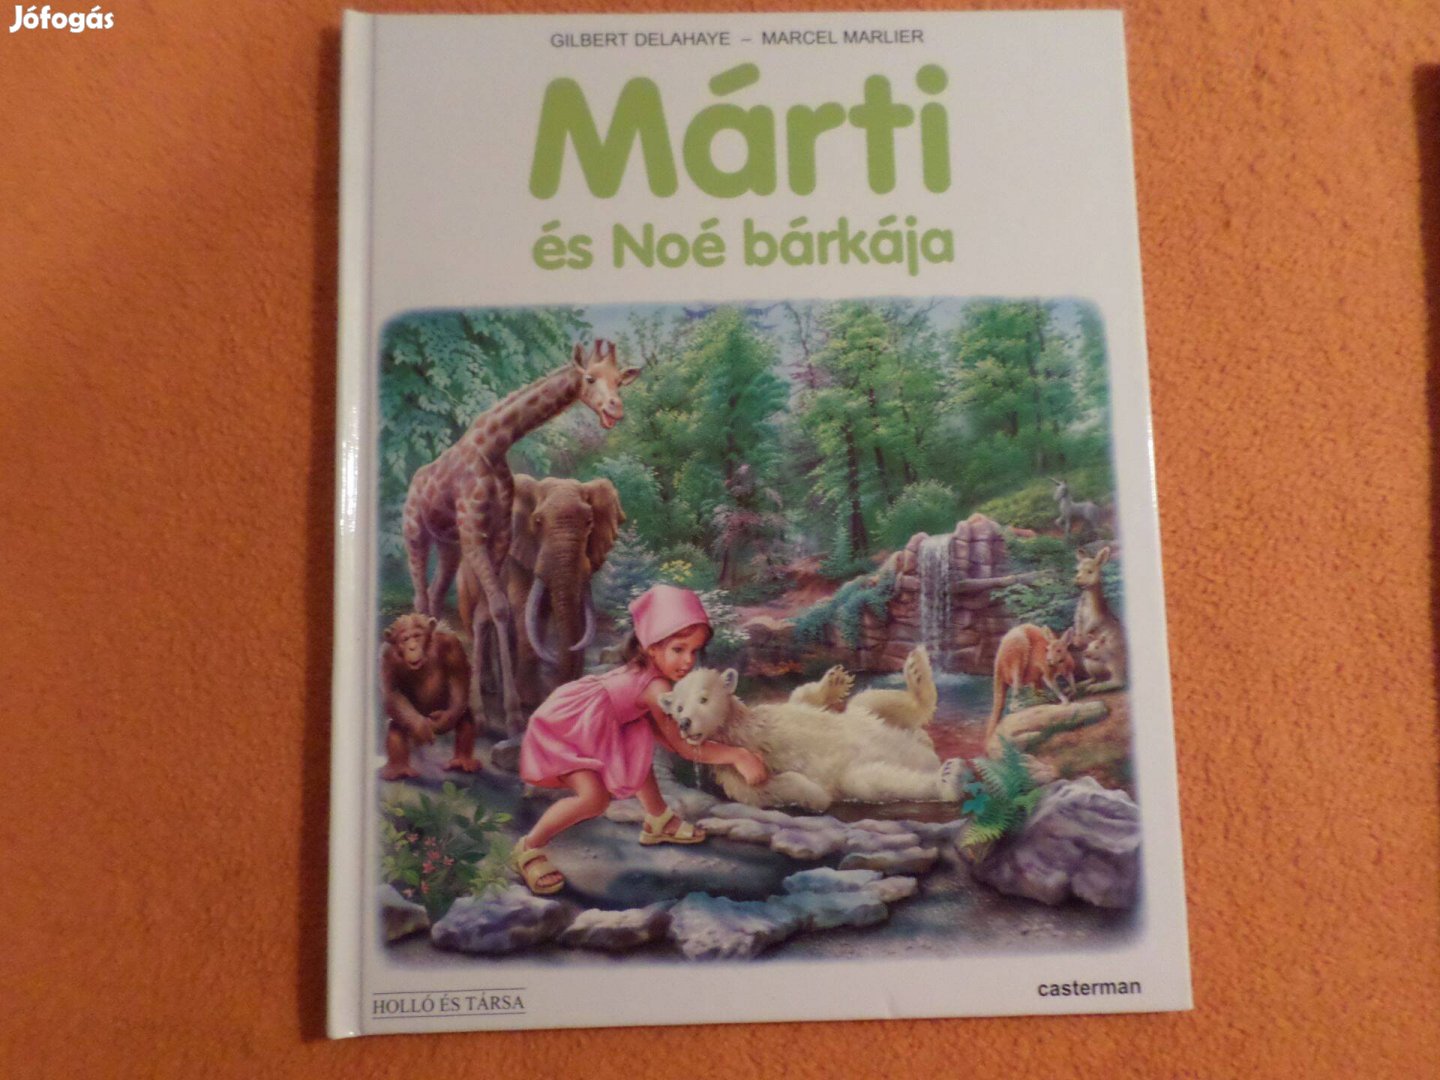 Jófogás
GILBERT DELAHAYE – MARCEL MARLIER
Márti
és Noé bárkája
HOLLÓ ÉS TÁRSA
casterman